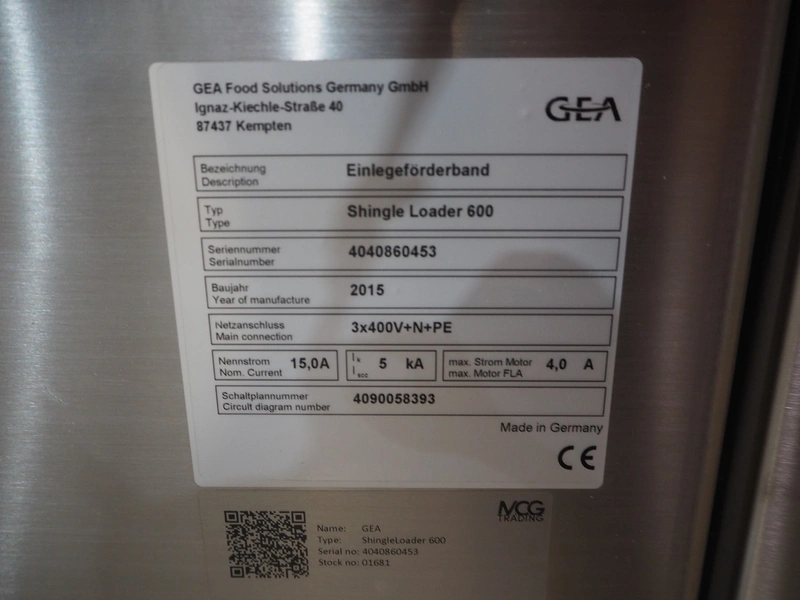 GEA Food Solutions Germany GmbH
Ignaz-Kiechle-Straße 40
87437 Kempten
GEA
Bezeichnung
Description
Einlegeförderband
Typ
Type
Shingle Loader 600
Seriennummer
Serialnumber
4040860453
Baujahr
Year of manufacture
2015
Netzanschluss
Main connection
3x400V+N+PE
Nennstrom
Nom. Current
15,0A
Ik
Iscc
5 kA
max. Strom Motor
max. Motor FLA
4,0 A
Schaltplannummer
Circuit diagram number
4090058393
Made in Germany
CE
MCG
TRADING
Name: GEA
Type: ShingleLoader 600
Serial no: 4040860453
Stock no: 01681